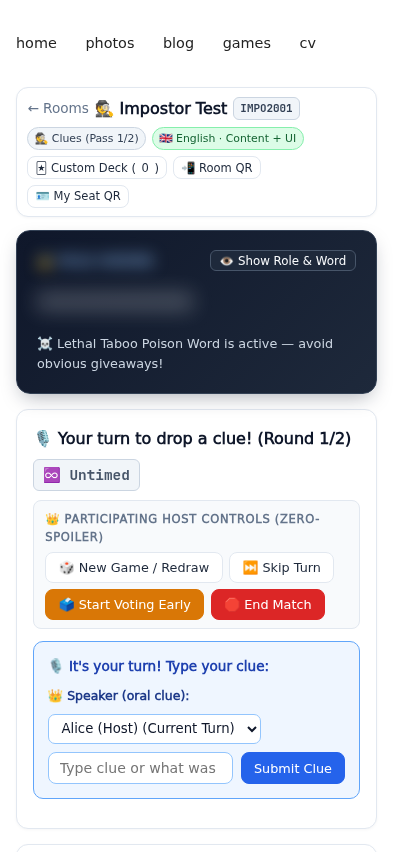 home photos blog games cv
← Rooms 🕵️ Impostor Test IMPO2001
🕵️ Clues (Pass 1/2) 🇬🇧 English · Content + UI
🃏 Custom Deck ( 0 ) 📲 Room QR
🪪 My Seat QR
👁️ Show Role & Word
☠️ Lethal Taboo Poison Word is active — avoid
obvious giveaways!
🎙️ Your turn to drop a clue! (Round 1/2)
♾️ Untimed
👑 PARTICIPATING HOST CONTROLS (ZERO-
SPOILER)
🎲 New Game / Redraw ⏭️ Skip Turn
🗳️ Start Voting Early 🛑 End Match
🎙️ It's your turn! Type your clue:
👑 Speaker (oral clue):
Alice (Host) (Current Turn)
Type clue or what was Submit Clue